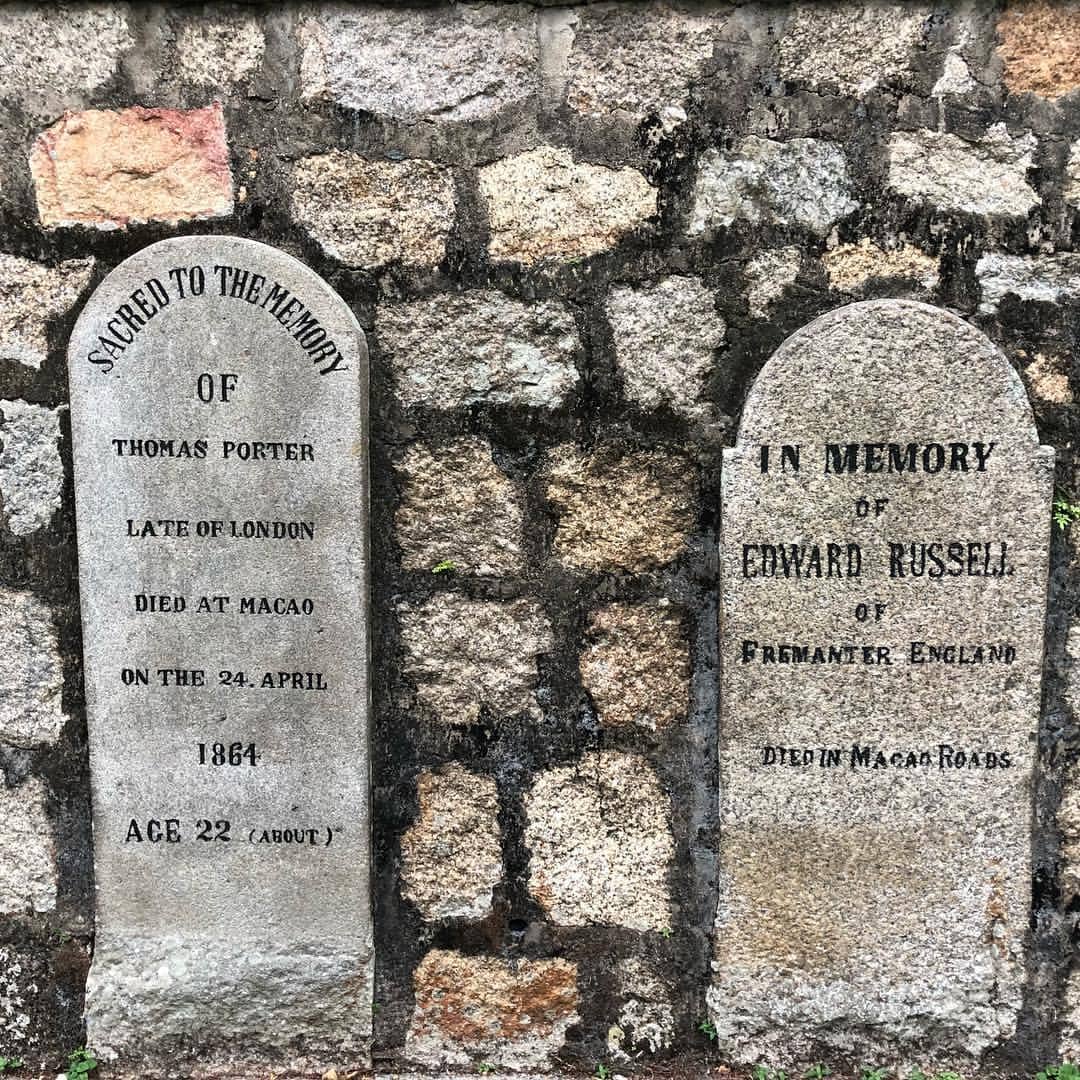 SACRED TO THE MEMORY
OF
THOMAS PORTER
LATE OF LONDON
DIED AT MACAO
ON THE 24. APRIL
1864
AGE 22 (ABOUT)
IN MEMORY
OF
EDWARD RUSSELL
OF
FREMANTER ENGLAND
DIED IN MACAO ROADS